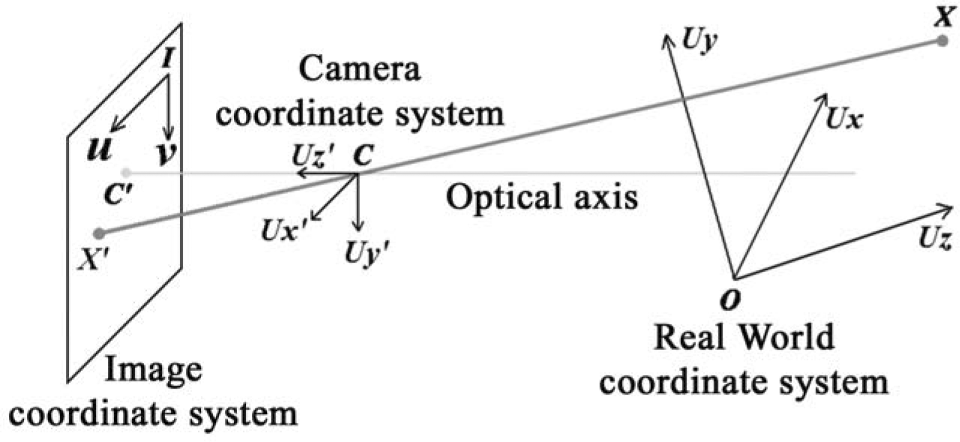 X
Uy
I
Camera
coordinate system
Ux
u
v
Uz'
C
C'
Optical axis
Ux'
Uy'
X'
Uz
O
Real World
coordinate system
Image
coordinate system